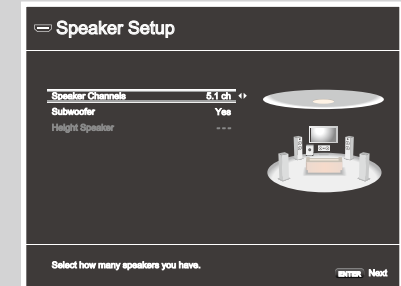 Speaker Setup
Speaker Channels 5.1 ch
Subwoofer Yes
Height Speaker ---
Select how many speakers you have.
ENTER Next